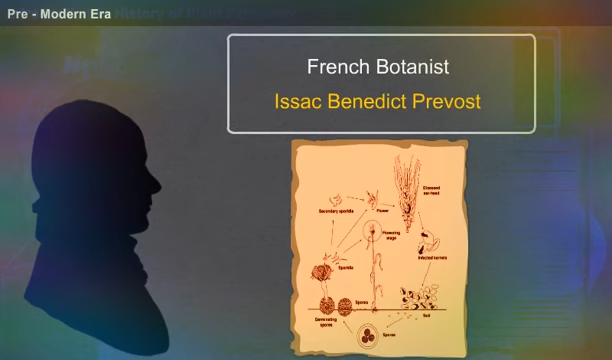 Pre - Modern Era
French Botanist
Issac Benedict Prevost
Diseased
ear-head
Secondary sporidia
Flower
Flowering
stage
Infected kernels
Sporidia
Spores
Germinating
spores
Soil
Spores